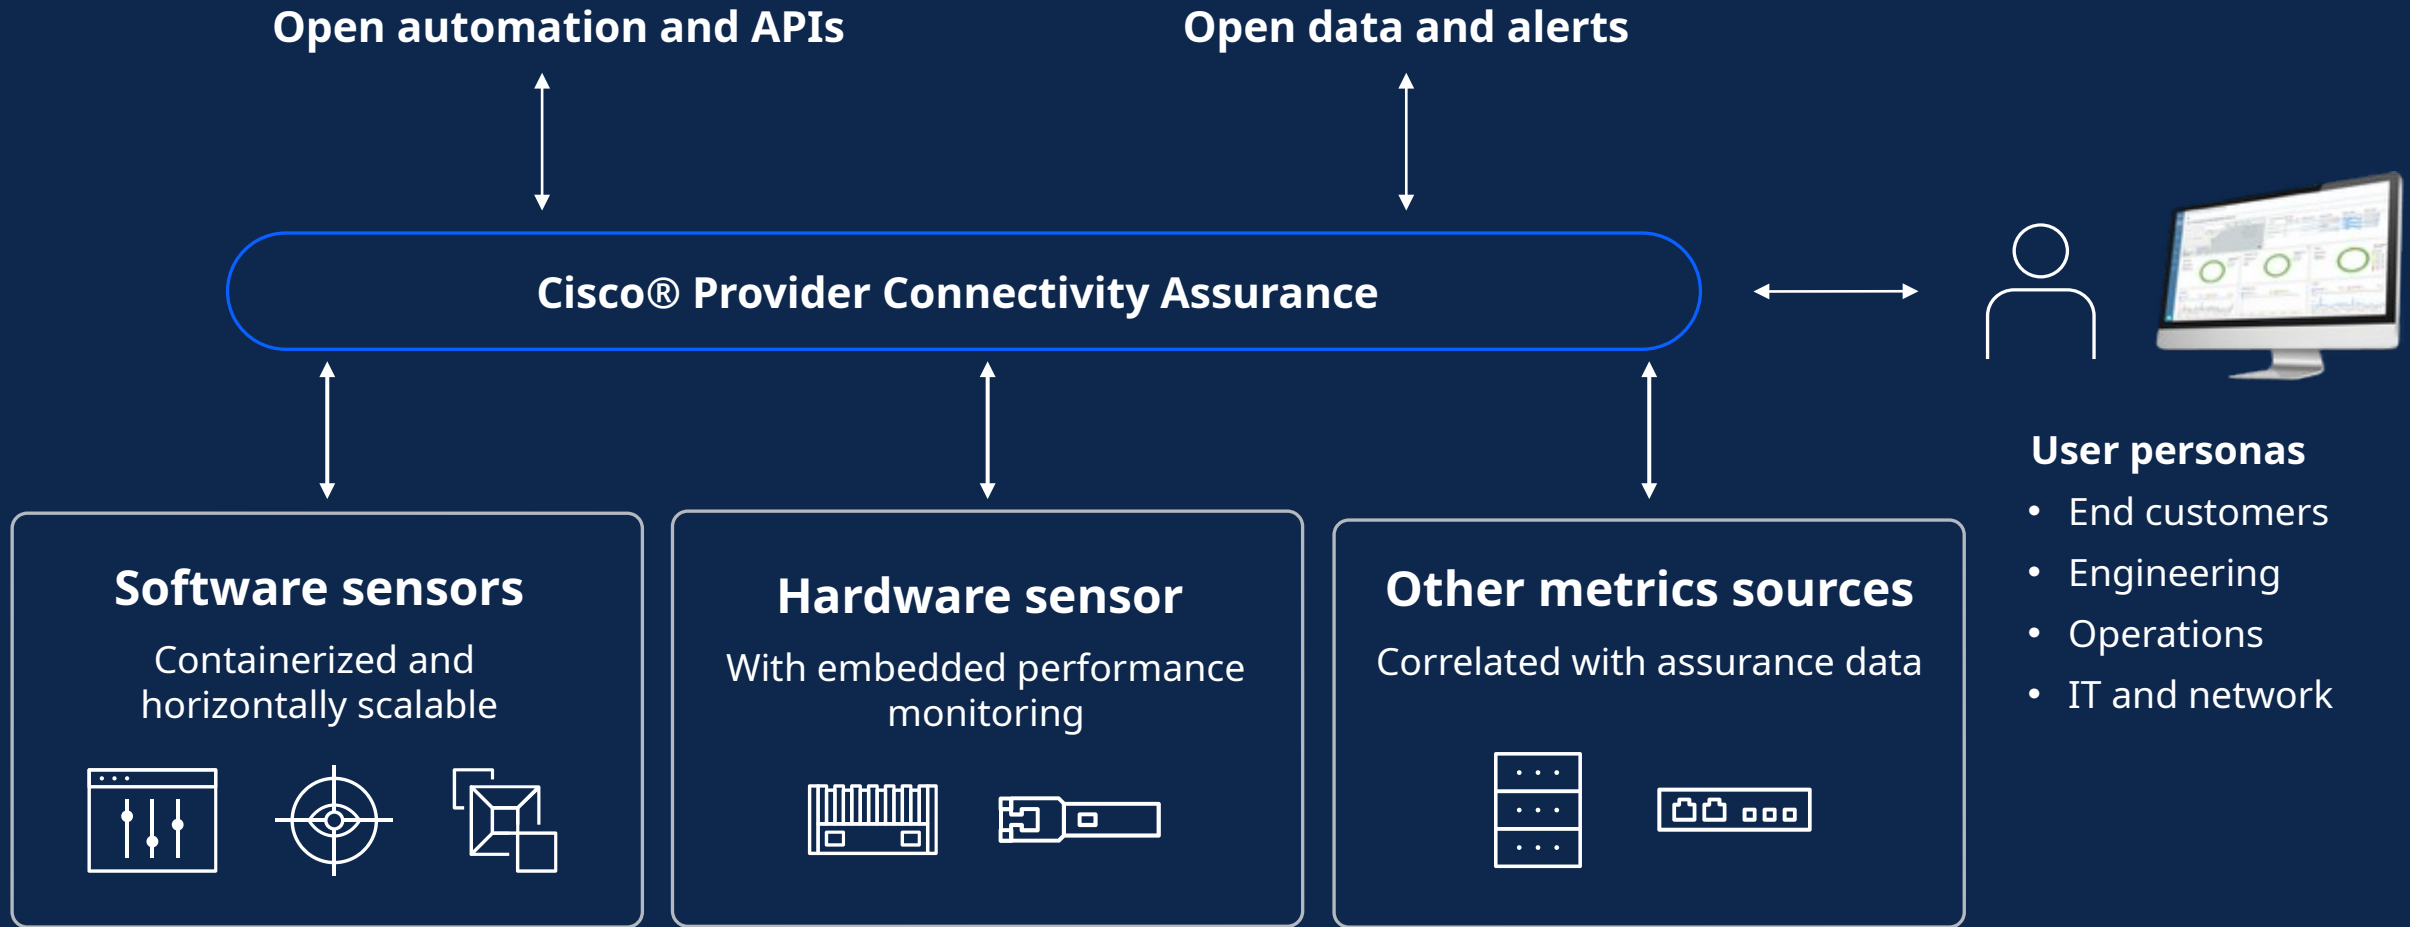 Open automation and APIs
Open data and alerts
Cisco® Provider Connectivity Assurance
User personas
• End customers
• Engineering
• Operations
• IT and network
Software sensors
Containerized and
horizontally scalable
Hardware sensor
With embedded performance
monitoring
Other metrics sources
Correlated with assurance data